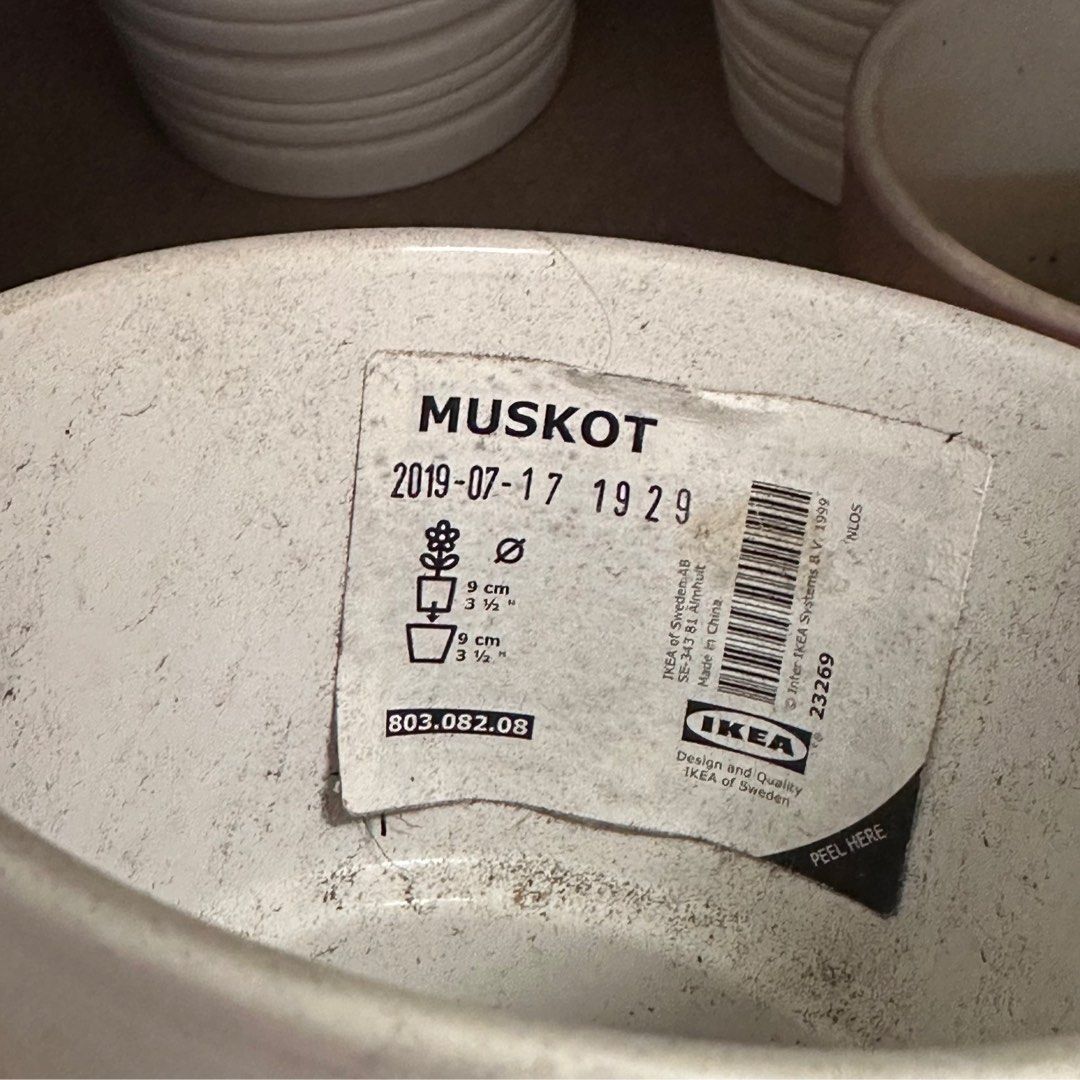 MUSKOT
2019-07-17 1929
Ø
9 cm
3 ½ "
9 cm
3 ½ "
803.082.08
IKEA of Sweden AB
SE-343 81 Älmhult
Made in China
© Inter IKEA Systems B.V. 1999
23269
NLOS
IKEA
Design and Quality
IKEA of Sweden
PEEL HERE